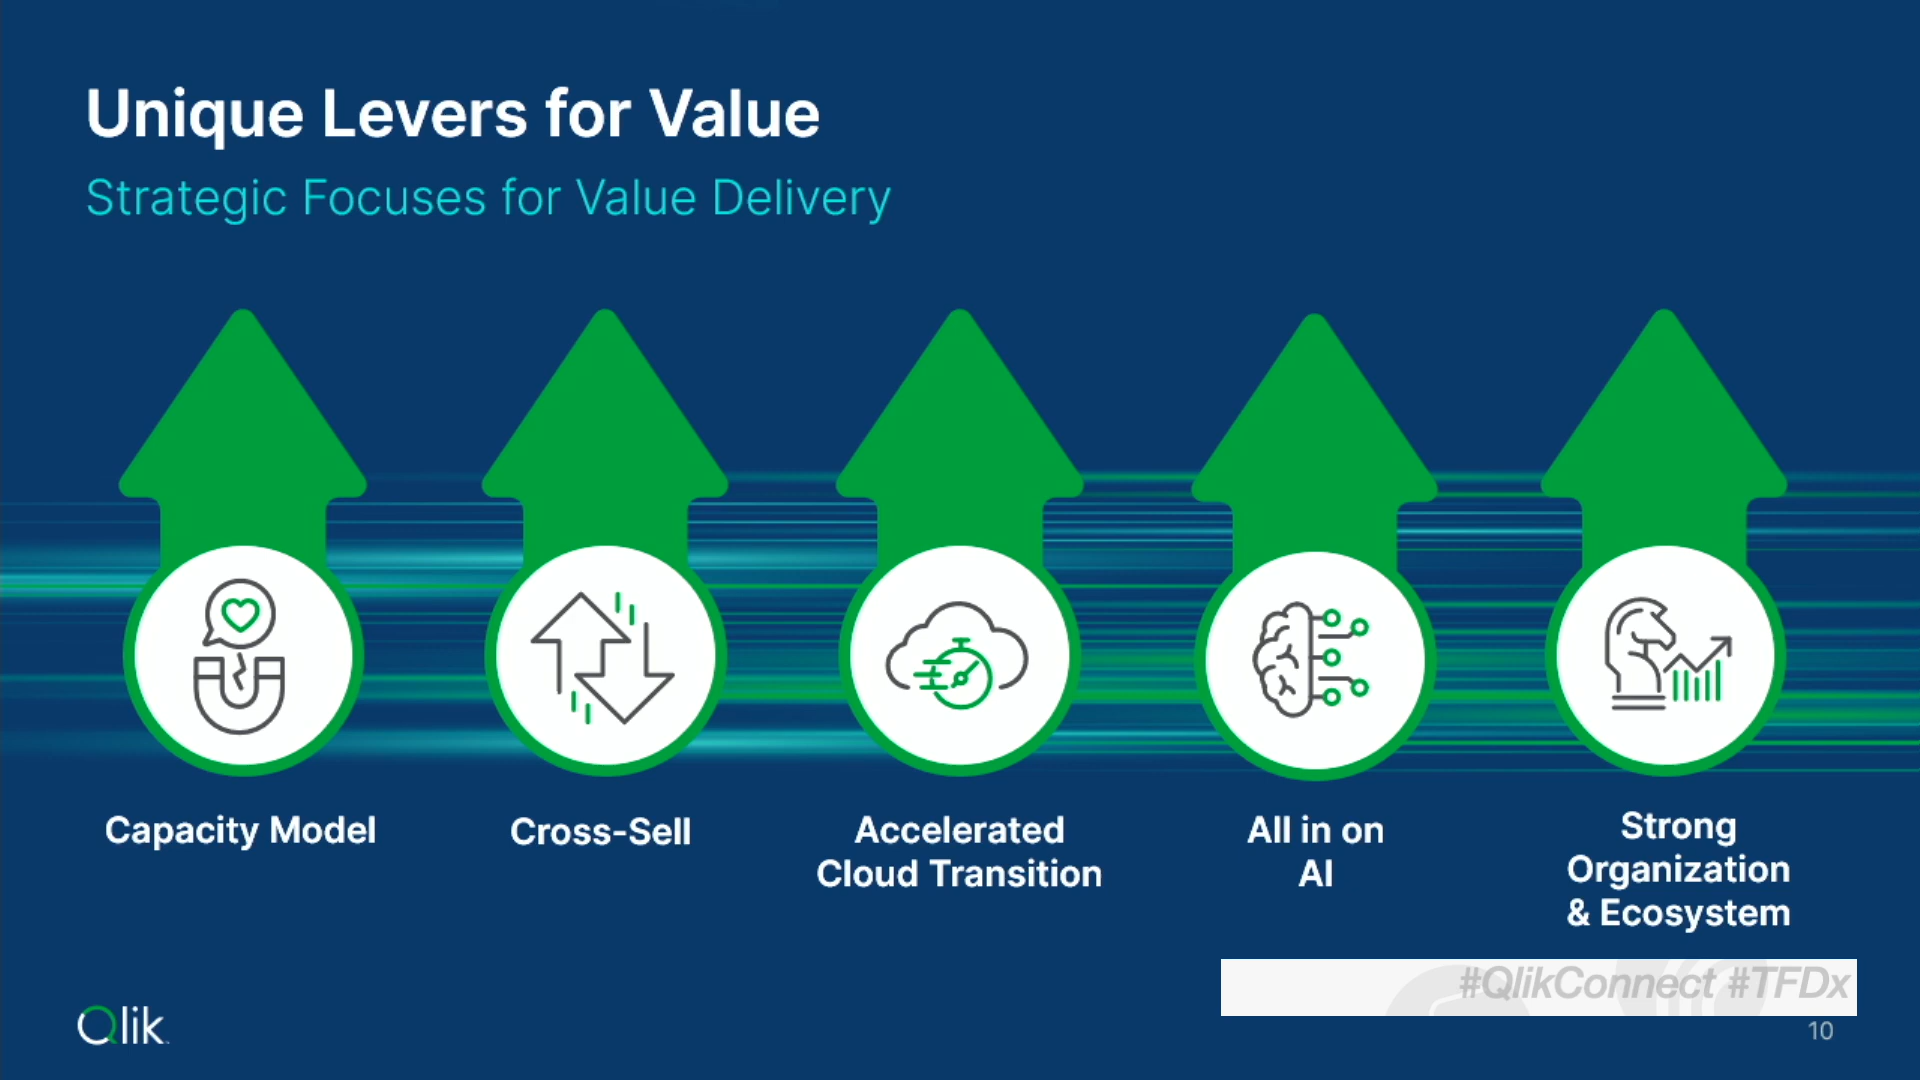 Unique Levers for Value
Strategic Focuses for Value Delivery
Capacity Model
Cross-Sell
Accelerated
Cloud Transition
All in on
AI
Strong
Organization
& Ecosystem
#QlikConnect #TFDx
Qlik
10